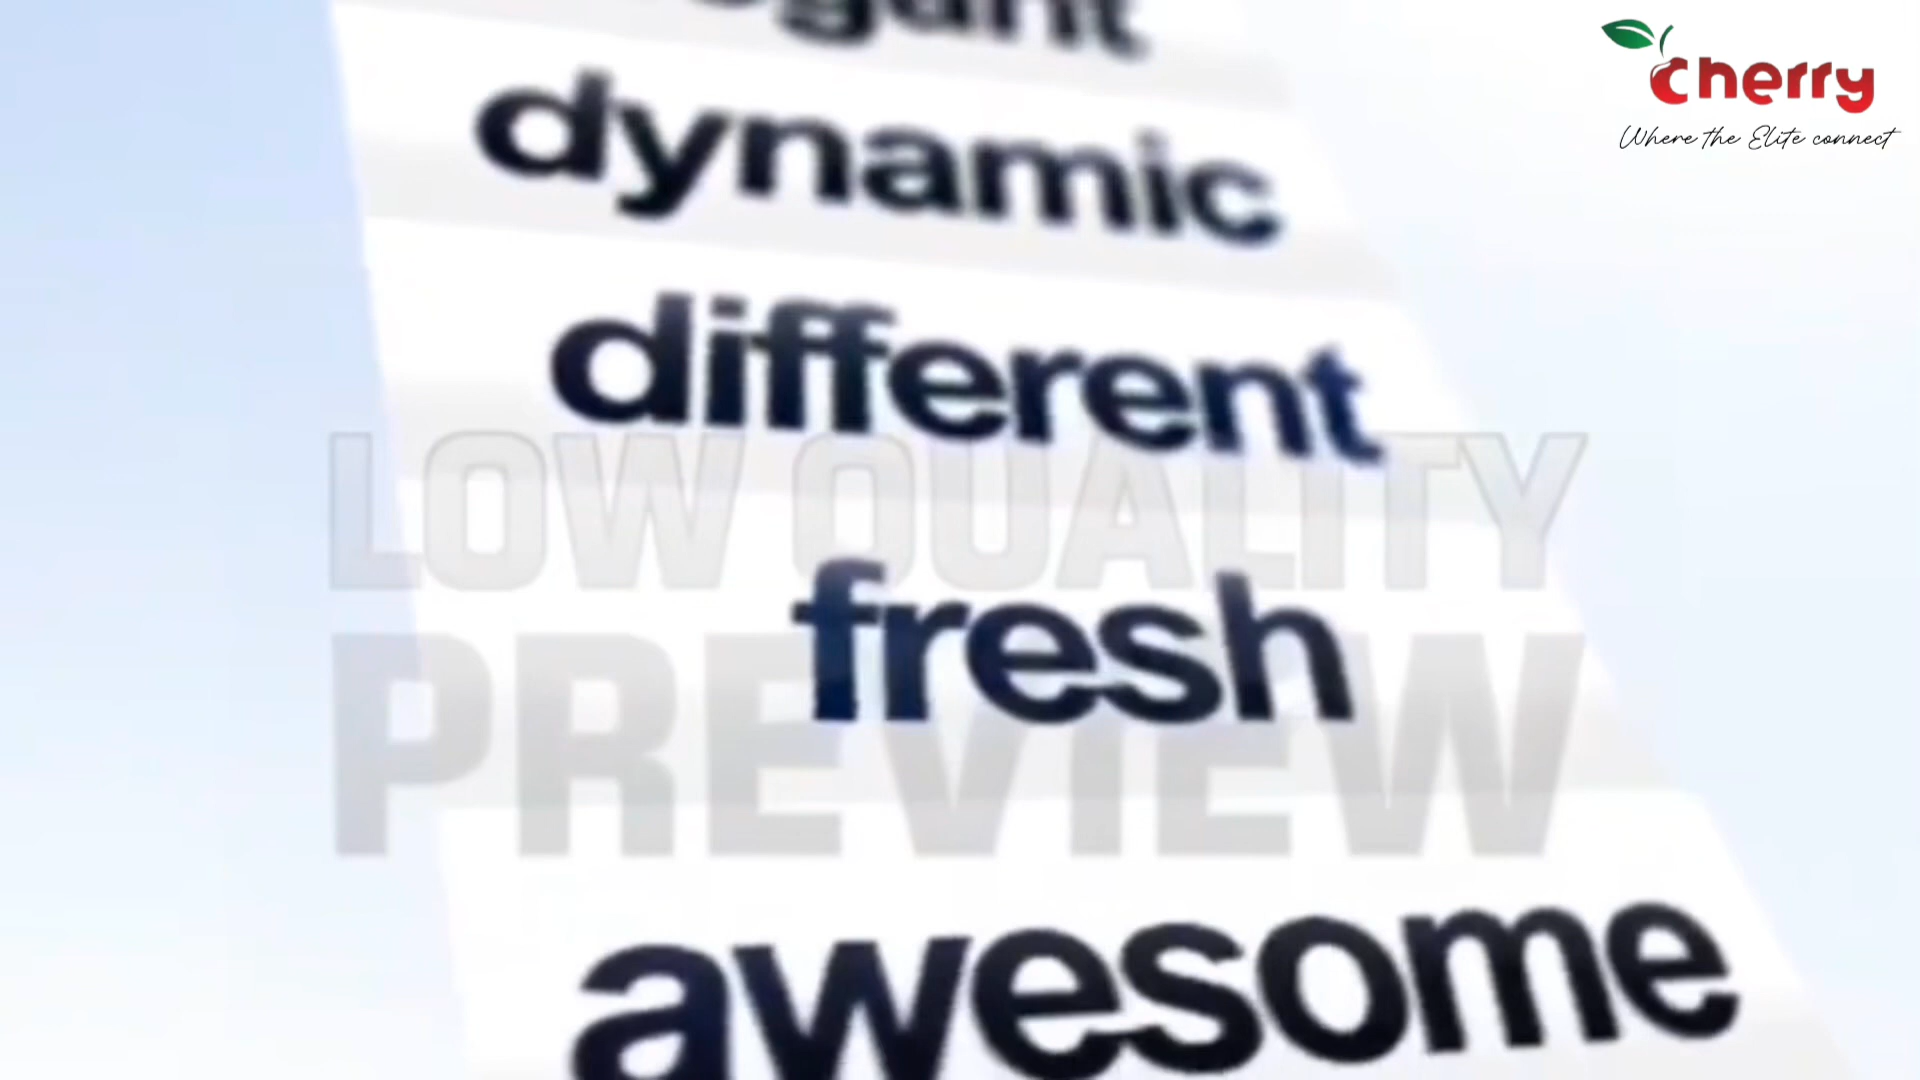 cherry
Where the Elite connect
dynamic
different
LOW QUALITY
fresh
PREVIEW
awesome